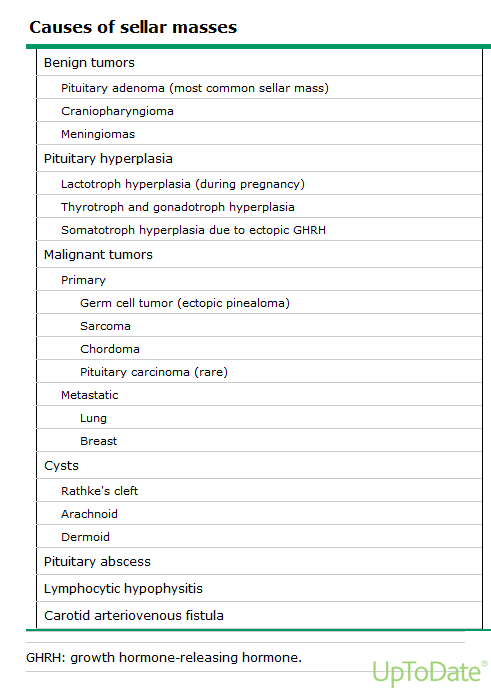 Causes of sellar masses
Benign tumors
Pituitary adenoma (most common sellar mass)
Craniopharyngioma
Meningiomas
Pituitary hyperplasia
Lactotroph hyperplasia (during pregnancy)
Thyrotroph and gonadotroph hyperplasia
Somatotroph hyperplasia due to ectopic GHRH
Malignant tumors
Primary
Germ cell tumor (ectopic pinealoma)
Sarcoma
Chordoma
Pituitary carcinoma (rare)
Metastatic
Lung
Breast
Cysts
Rathke's cleft
Arachnoid
Dermoid
Pituitary abscess
Lymphocytic hypophysitis
Carotid arteriovenous fistula
GHRH: growth hormone-releasing hormone.
UpToDate®